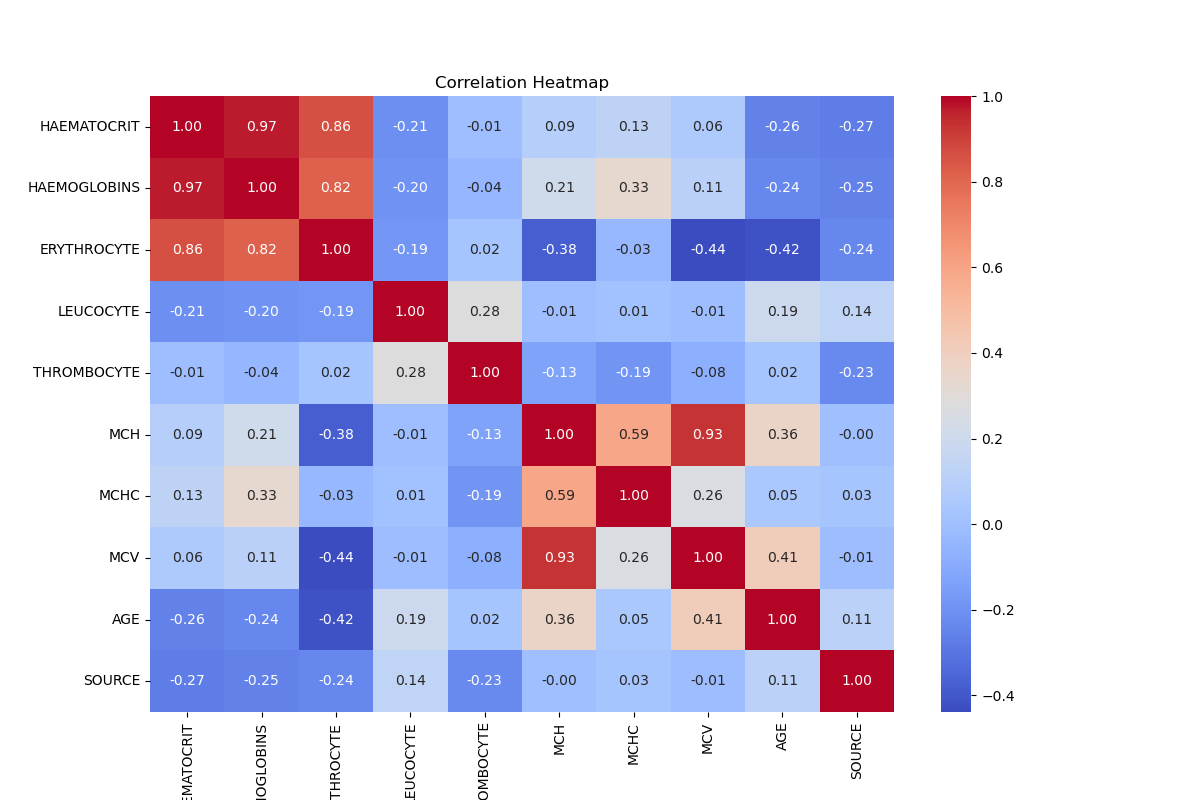 Correlation Heatmap
HAEMATOCRIT 1.00 0.97 0.86 -0.21 -0.01 0.09 0.13 0.06 -0.26 -0.27
HAEMOGLOBINS 0.97 1.00 0.82 -0.20 -0.04 0.21 0.33 0.11 -0.24 -0.25
ERYTHROCYTE 0.86 0.82 1.00 -0.19 0.02 -0.38 -0.03 -0.44 -0.42 -0.24
LEUCOCYTE -0.21 -0.20 -0.19 1.00 0.28 -0.01 0.01 -0.01 0.19 0.14
THROMBOCYTE -0.01 -0.04 0.02 0.28 1.00 -0.13 -0.19 -0.08 0.02 -0.23
MCH 0.09 0.21 -0.38 -0.01 -0.13 1.00 0.59 0.93 0.36 -0.00
MCHC 0.13 0.33 -0.03 0.01 -0.19 0.59 1.00 0.26 0.05 0.03
MCV 0.06 0.11 -0.44 -0.01 -0.08 0.93 0.26 1.00 0.41 -0.01
AGE -0.26 -0.24 -0.42 0.19 0.02 0.36 0.05 0.41 1.00 0.11
SOURCE -0.27 -0.25 -0.24 0.14 -0.23 -0.00 0.03 -0.01 0.11 1.00
EMATOCRIT
OGLOBINS
THROCYTE
EUCOCYTE
OMBOCYTE
MCH
MCHC
MCV
AGE
SOURCE
1.0
0.8
0.6
0.4
0.2
0.0
−0.2
−0.4